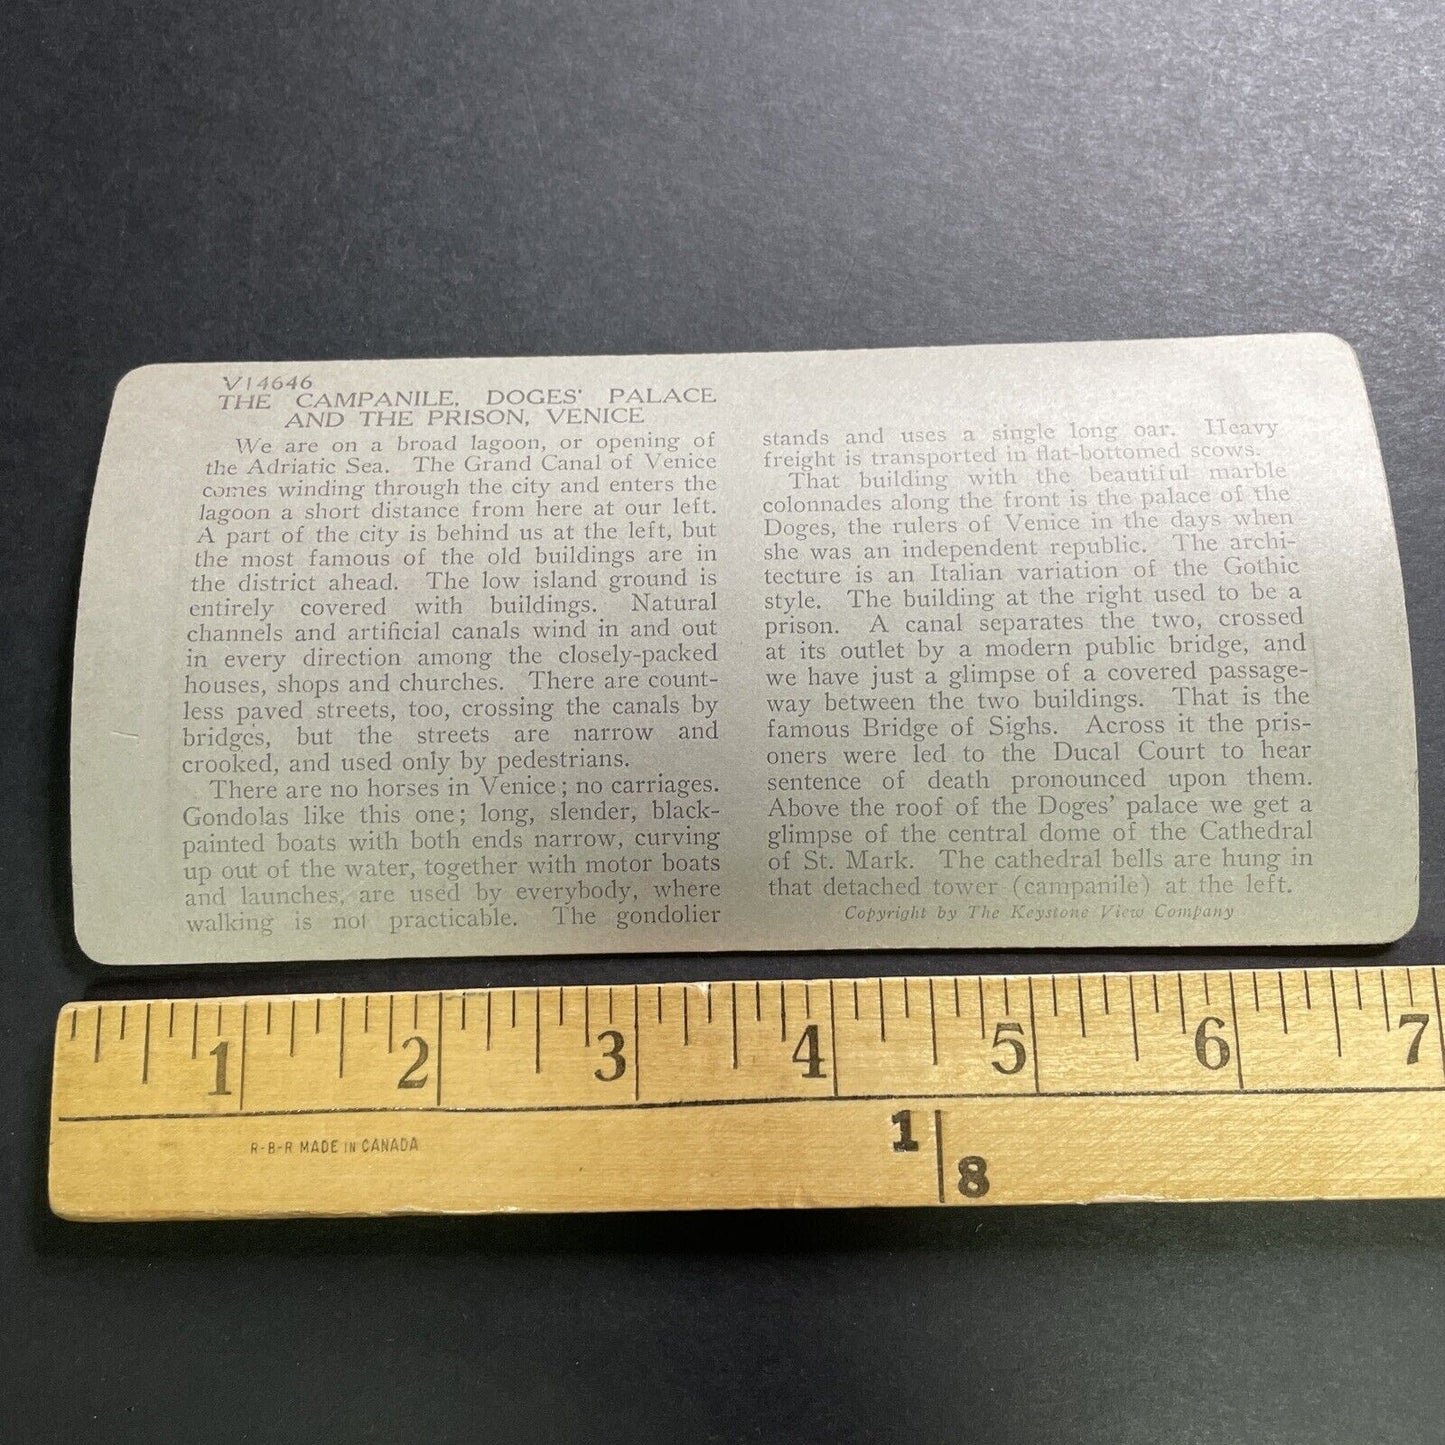 V14646
THE CAMPANILE, DOGES' PALACE
AND THE PRISON, VENICE
We are on a broad lagoon, or opening of
the Adriatic Sea. The Grand Canal of Venice
comes winding through the city and enters the
lagoon a short distance from here at our left.
A part of the city is behind us at the left, but
the most famous of the old buildings are in
the district ahead. The low island ground is
entirely covered with buildings. Natural
channels and artificial canals wind in and out
in every direction among the closely-packed
houses, shops and churches. There are count-
less paved streets, too, crossing the canals by
bridges, but the streets are narrow and
crooked, and used only by pedestrians.
There are no horses in Venice; no carriages.
Gondolas like this one; long, slender, black-
painted boats with both ends narrow, curving
up out of the water, together with motor boats
and launches, are used by everybody, where
walking is not practicable. The gondolier
stands and uses a single long oar. Heavy
freight is transported in flat-bottomed scows.
That building with the beautiful marble
colonnades along the front is the palace of the
Doges, the rulers of Venice in the days when
she was an independent republic. The archi-
tecture is an Italian variation of the Gothic
style. The building at the right used to be a
prison. A canal separates the two, crossed
at its outlet by a modern public bridge, and
we have just a glimpse of a covered passage-
way between the two buildings. That is the
famous Bridge of Sighs. Across it the pris-
oners were led to the Ducal Court to hear
sentence of death pronounced upon them.
Above the roof of the Doges' palace we get a
glimpse of the central dome of the Cathedral
of St. Mark. The cathedral bells are hung in
that detached tower (campanile) at the left.
Copyright by The Keystone View Company
1 2 3 4 5 6 7
R-B-R MADE IN CANADA
1
8